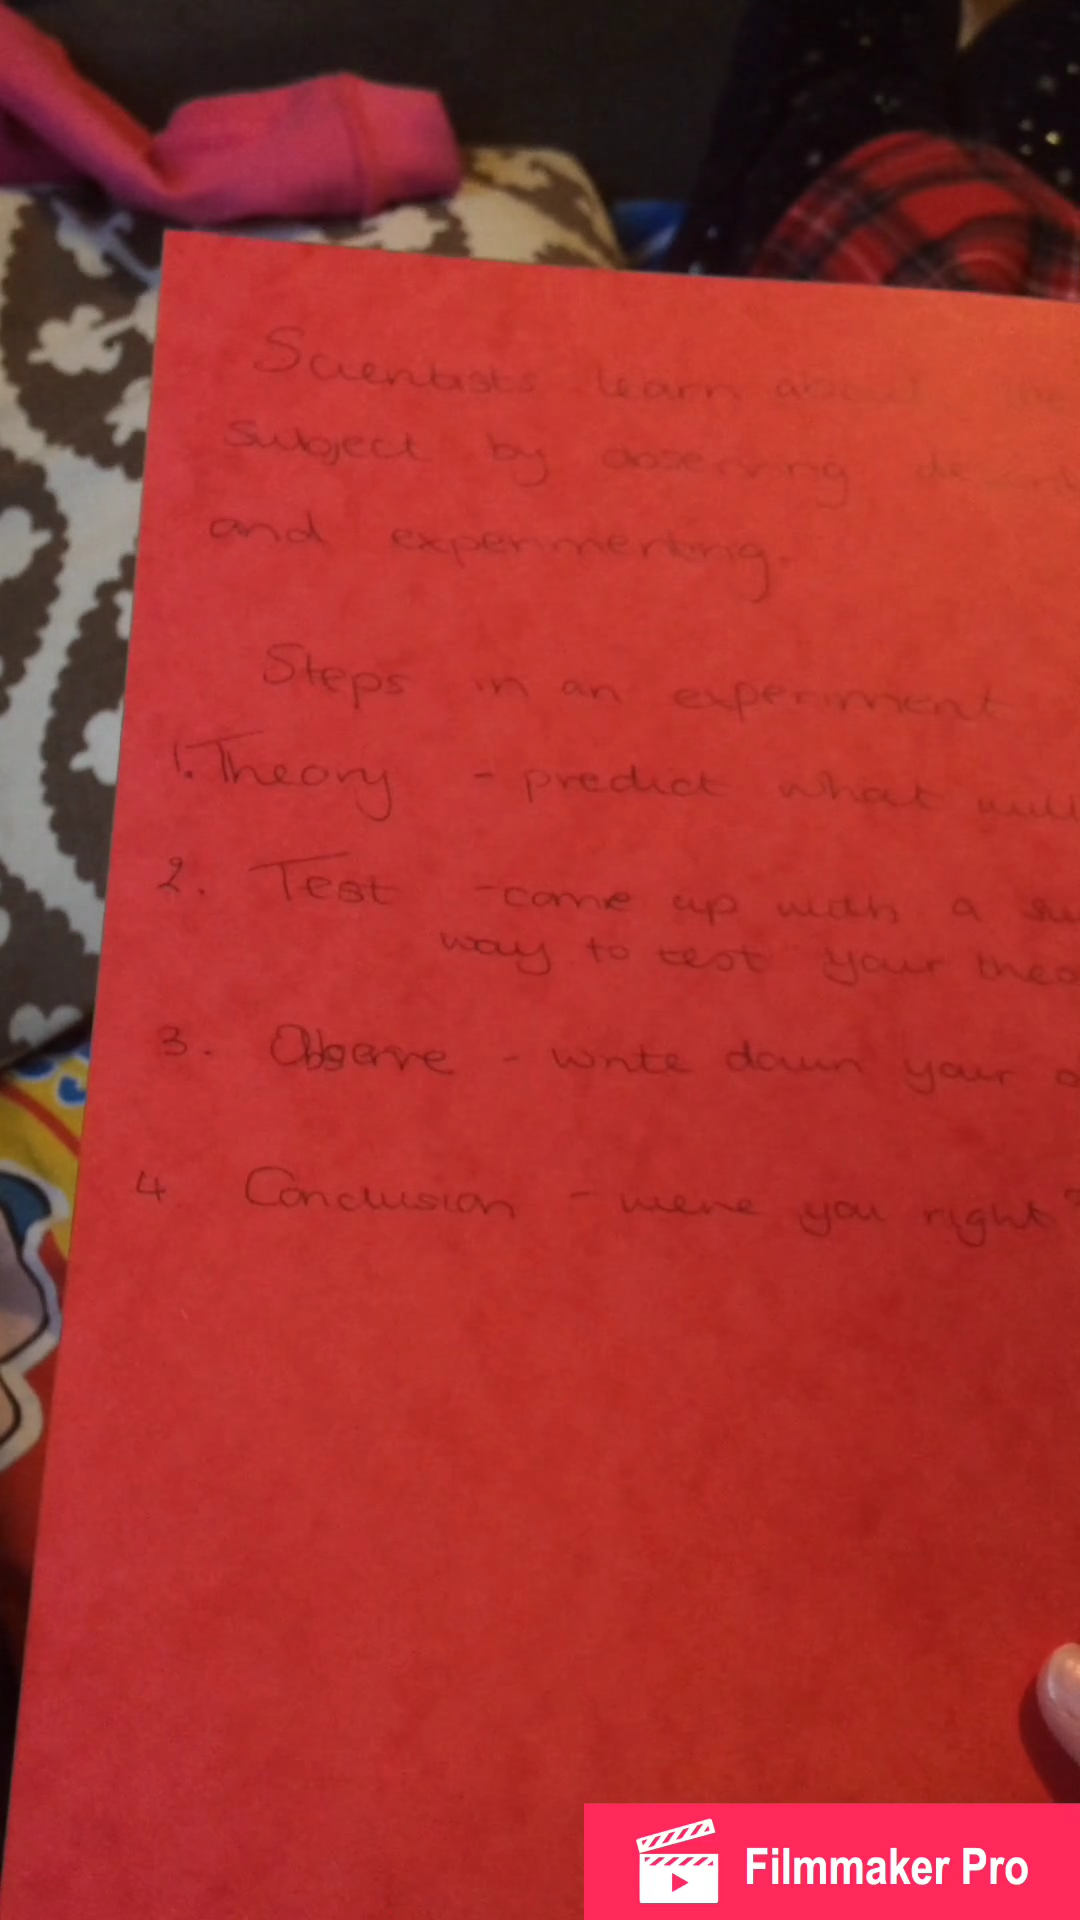 Scientists learn about
subject by observing
and experimenting.
Steps in an experiment
1. Theory - predict what will
2. Test - come up with a
way to test your
3. Observe - write down your
4 Conclusion - were you right?
Filmmaker Pro